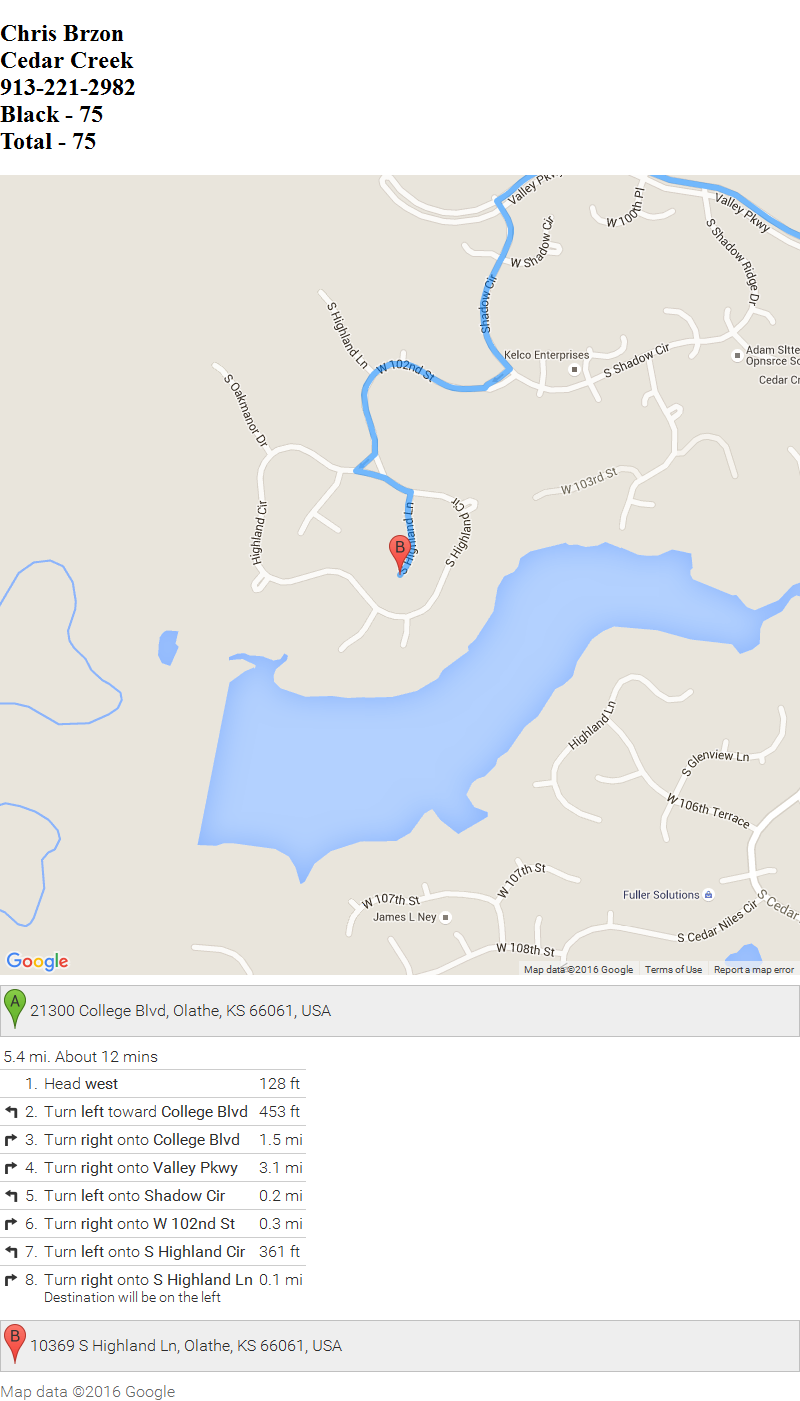 Chris Brzon
Cedar Creek
913-221-2982
Black - 75
Total - 75
Valley Pkwy
W 100th Pl
Valley Pkwy
W Shadow Cir
S Shadow Ridge Dr
Shadow Cir
S Highland Ln
Kelco Enterprises
S Shadow Cir
Adam Sltte
Opnsrce So
Cedar Cr
W 102nd St
S Oakmanor Dr
W 103rd St
Highland Cir
S Highland Ln
S Highland Cir
B
Highland Ln
S Glenview Ln
W 106th Terrace
W 107th St
W 107th St
James L Ney
Fuller Solutions
S Cedar
S Cedar Niles Cir
W 108th St
Google
Map data ©2016 Google Terms of Use Report a map error
A 21300 College Blvd, Olathe, KS 66061, USA
5.4 mi. About 12 mins
1. Head west 128 ft
2. Turn left toward College Blvd 453 ft
3. Turn right onto College Blvd 1.5 mi
4. Turn right onto Valley Pkwy 3.1 mi
5. Turn left onto Shadow Cir 0.2 mi
6. Turn right onto W 102nd St 0.3 mi
7. Turn left onto S Highland Cir 361 ft
8. Turn right onto S Highland Ln 0.1 mi
Destination will be on the left
B 10369 S Highland Ln, Olathe, KS 66061, USA
Map data ©2016 Google